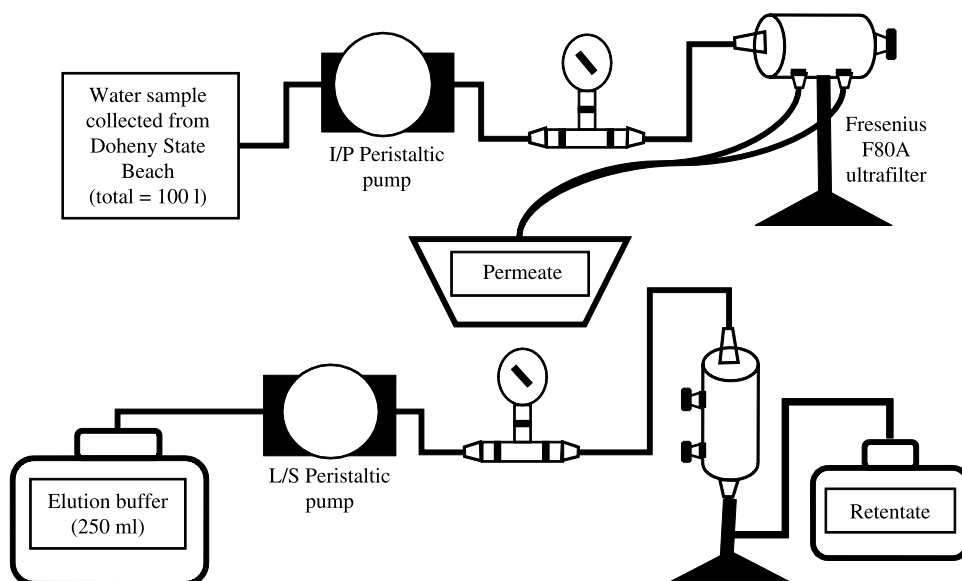 Water sample
collected from
Doheny State
Beach
(total = 100 l)
I/P Peristaltic
pump
Fresenius
F80A
ultrafilter
Permeate
L/S Peristaltic
pump
Elution buffer
(250 ml)
Retentate